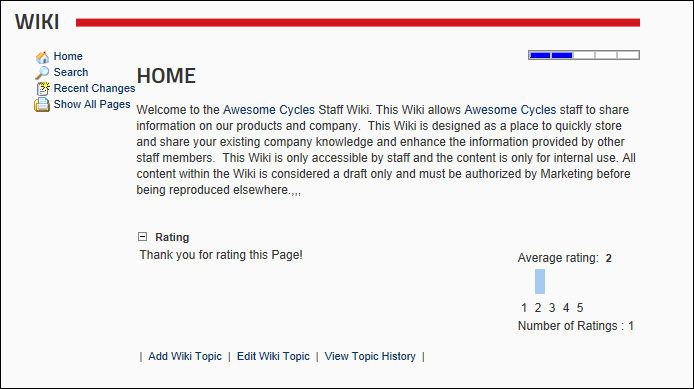 WIKI
Home
Search
Recent Changes
Show All Pages
HOME
Welcome to the Awesome Cycles Staff Wiki. This Wiki allows Awesome Cycles staff to share
information on our products and company.  This Wiki is designed as a place to quickly store
and share your existing company knowledge and enhance the information provided by other
staff members.  This Wiki is only accessible by staff and the content is only for internal use. All
content within the Wiki is considered a draft only and must be authorized by Marketing before
being reproduced elsewhere.,,,
Rating
Thank you for rating this Page!
Average rating: 2
1 2 3 4 5
Number of Ratings : 1
| Add Wiki Topic | Edit Wiki Topic | View Topic History |